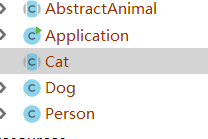 AbstractAnimal
Application
Cat
Dog
Person